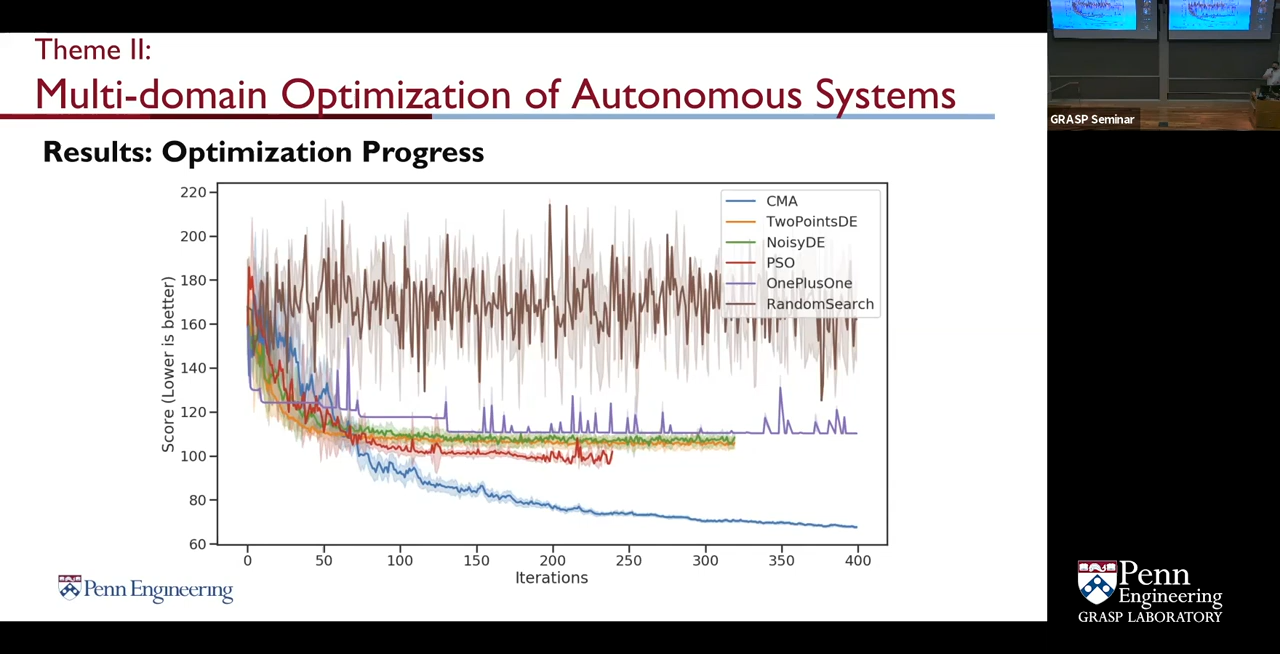 Theme II:
Multi-domain Optimization of Autonomous Systems
GRASP Seminar
Results: Optimization Progress
220
200
180
160
140
120
100
80
60
Score (Lower is better)
CMA
TwoPointsDE
NoisyDE
PSO
OnePlusOne
RandomSearch
0 50 100 150 200 250 300 350 400
Iterations
Penn Engineering
Penn
Engineering
GRASP LABORATORY